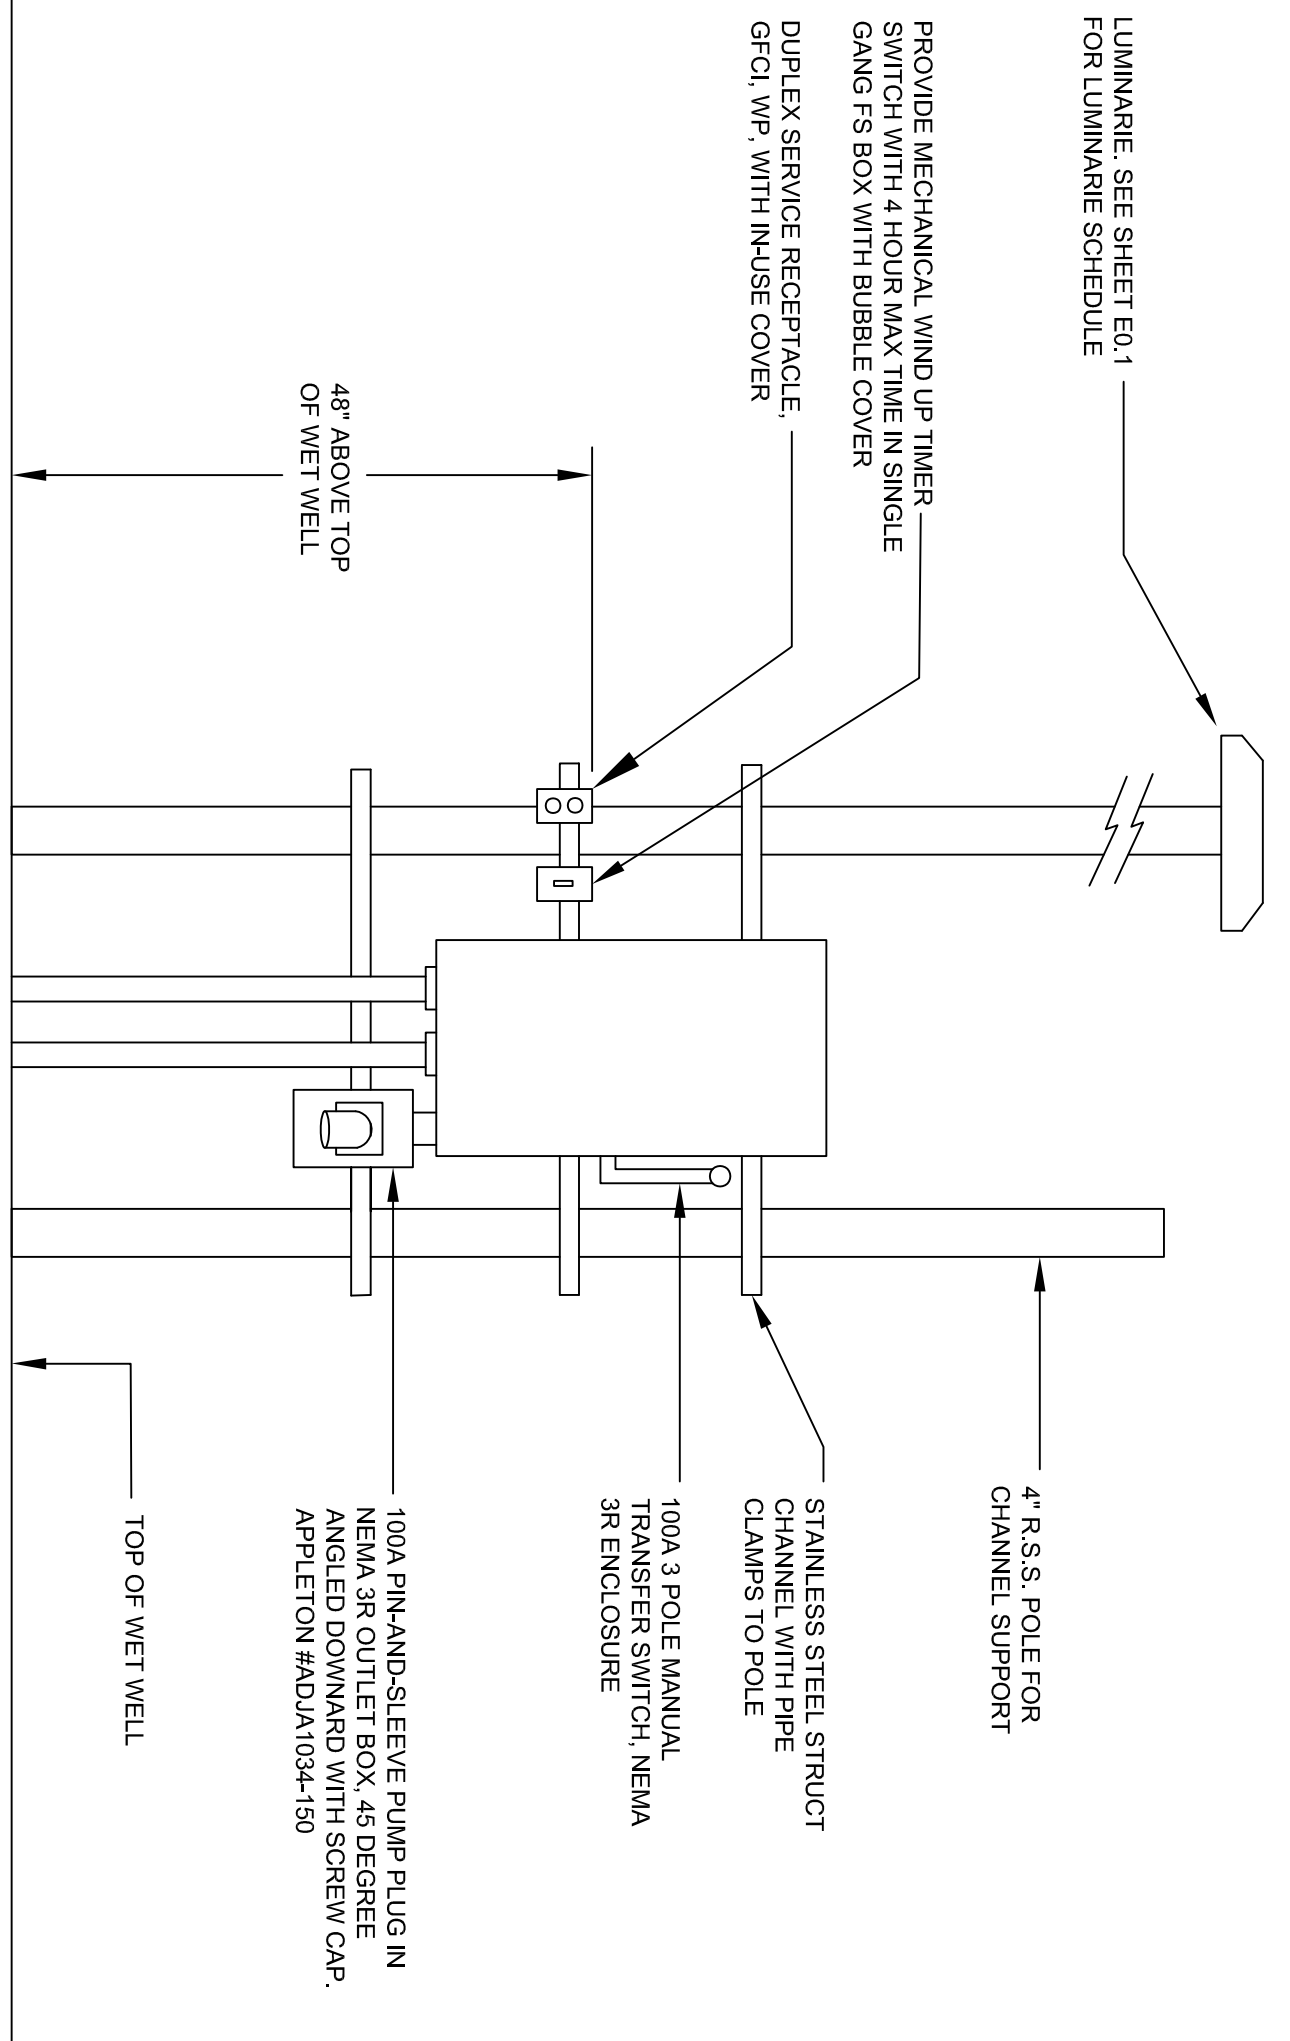 LUMINARIE. SEE SHEET E0.1
FOR LUMINARIE SCHEDULE
PROVIDE MECHANICAL WIND UP TIMER
SWITCH WITH 4 HOUR MAX TIME IN SINGLE
GANG FS BOX WITH BUBBLE COVER
DUPLEX SERVICE RECEPTACLE,
GFCI, WP, WITH IN-USE COVER
48" ABOVE TOP
OF WET WELL
4" R.S.S. POLE FOR
CHANNEL SUPPORT
STAINLESS STEEL STRUCT
CHANNEL WITH PIPE
CLAMPS TO POLE
100A 3 POLE MANUAL
TRANSFER SWITCH, NEMA
3R ENCLOSURE
100A PIN-AND-SLEEVE PUMP PLUG IN
NEMA 3R OUTLET BOX, 45 DEGREE
ANGLED DOWNARD WITH SCREW CAP.
APPLETON #ADJA1034-150
TOP OF WET WELL